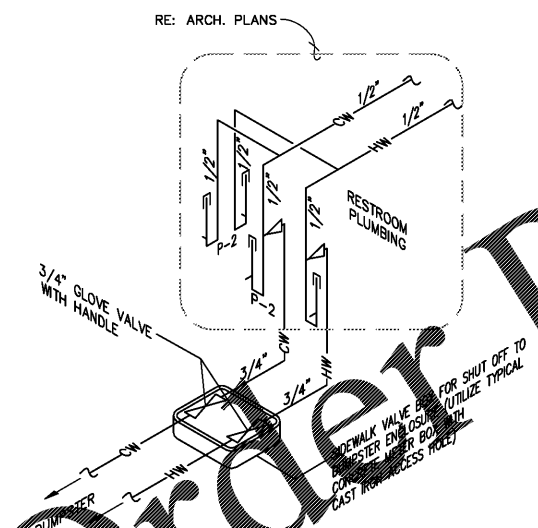 RE: ARCH. PLANS
1/2"
CW
1/2"
HW
1/2"
1/2"
1/2"
1/2"
RESTROOM
PLUMBING
P-2
P-2
3/4" GLOVE VALVE
WITH HANDLE
CW
HW
3/4"
3/4"
SIDEWALK VALVE BOX FOR SHUT OFF TO
DUMPSTER ENCLOSURE (UTILIZE TYPICAL
CONCRETE METER BOX WITH
CAST IRON ACCESS HOLE)
CW
HW
DUMPSTER
Order